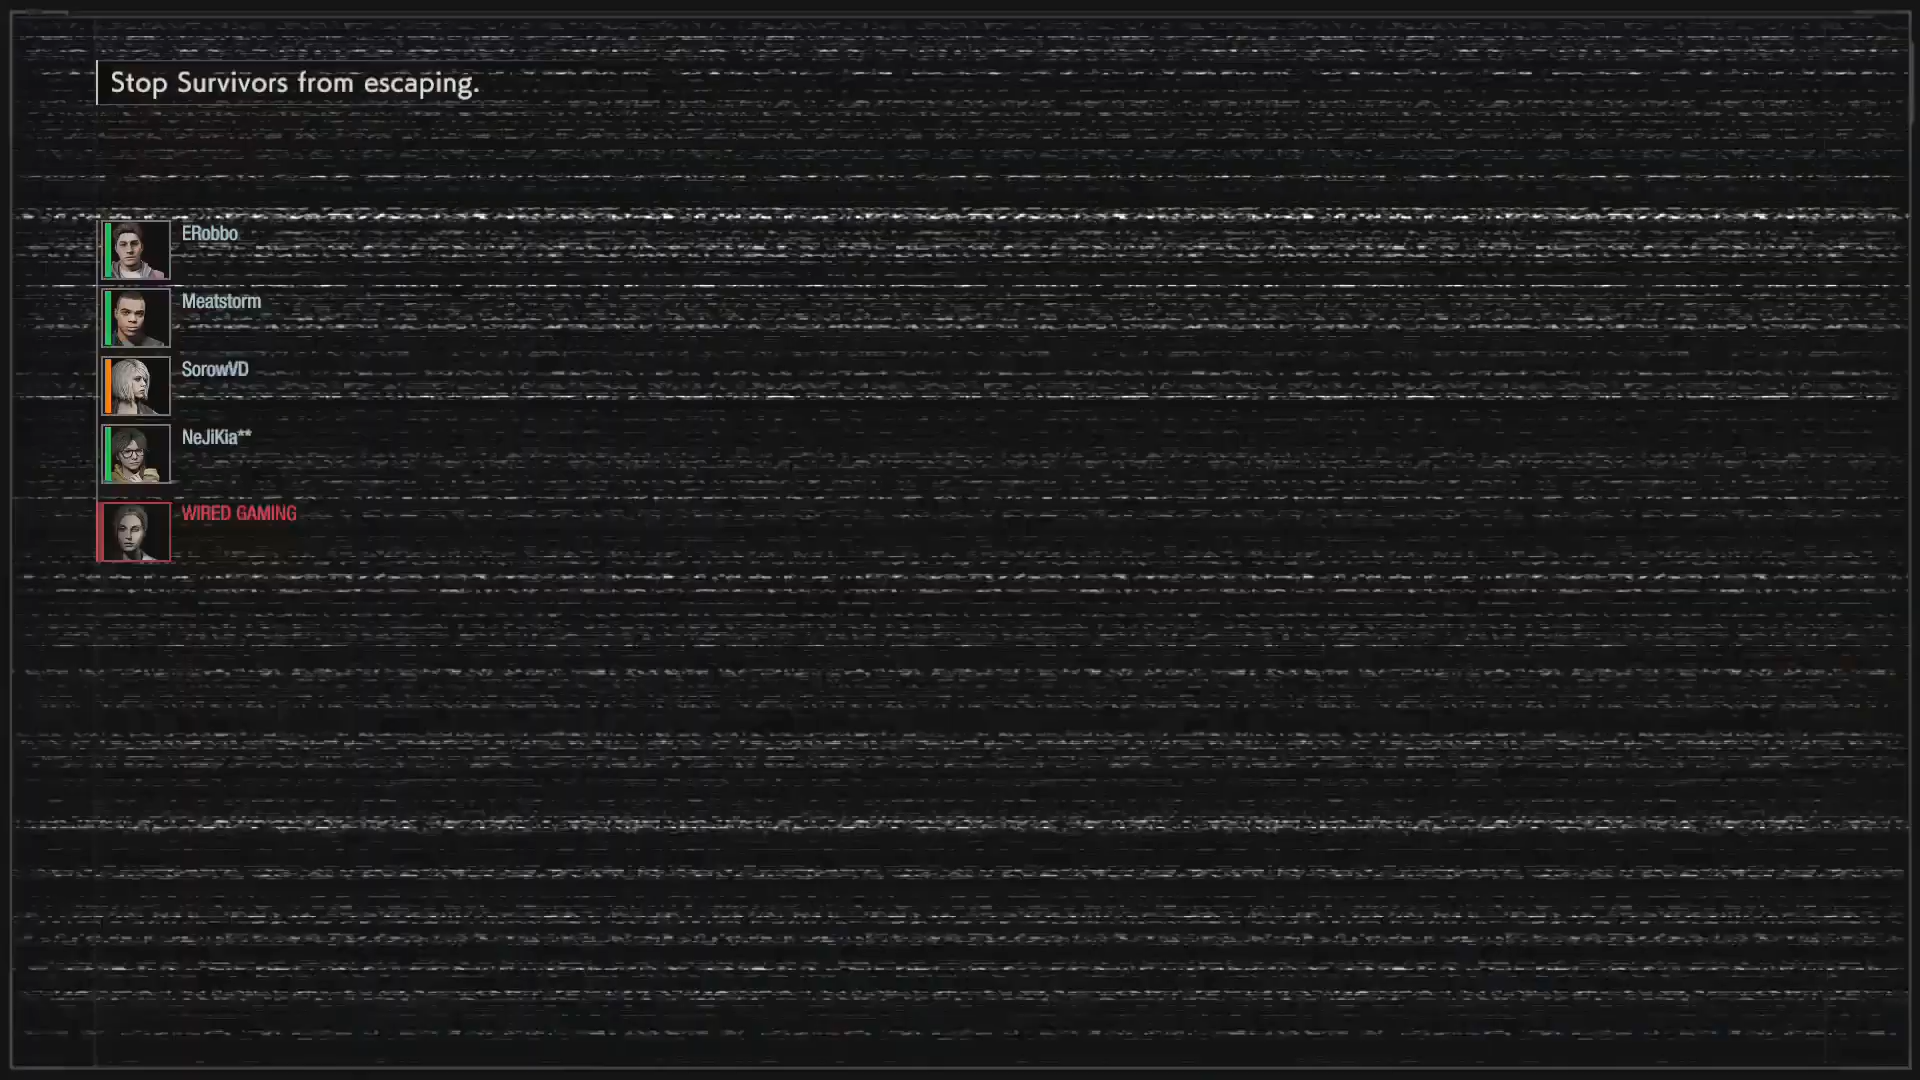 Stop Survivors from escaping.
ERobbo
Meatstorm
SorowVD
NeJiKia**
WIRED GAMING